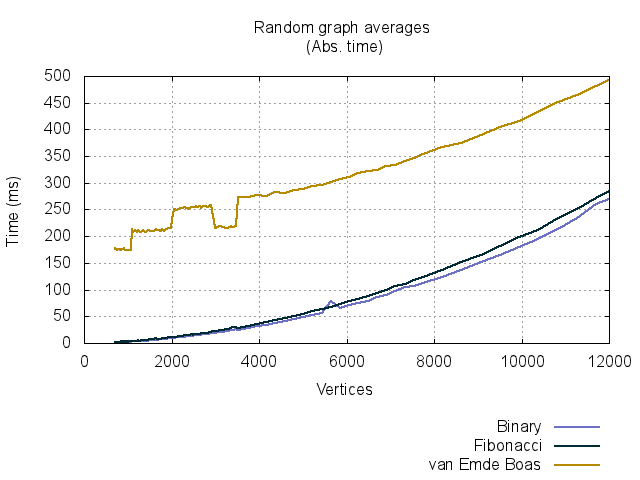 Random graph averages
(Abs. time)
500
450
400
350
300
250
200
150
100
50
0
Time (ms)
0 2000 4000 6000 8000 10000 12000
Vertices
Binary
Fibonacci
van Emde Boas